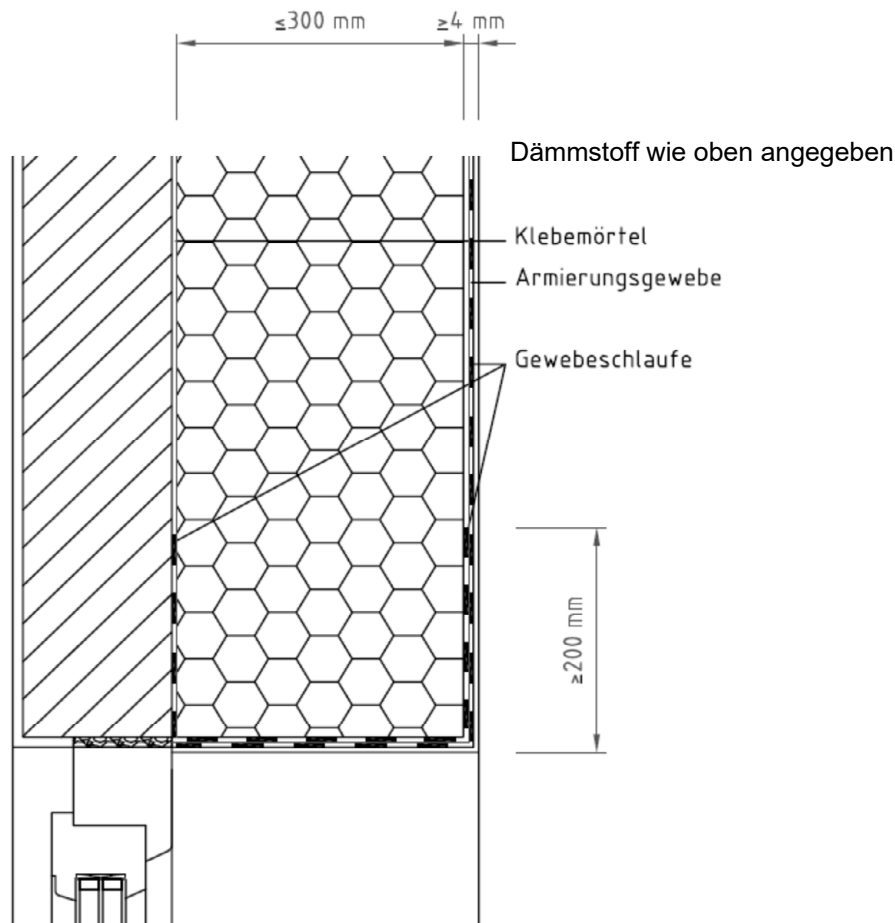 ≤300 mm ≥4 mm
Dämmstoff wie oben angegeben
Klebemörtel
Armierungsgewebe
Gewebeschlaufe
≥200 mm